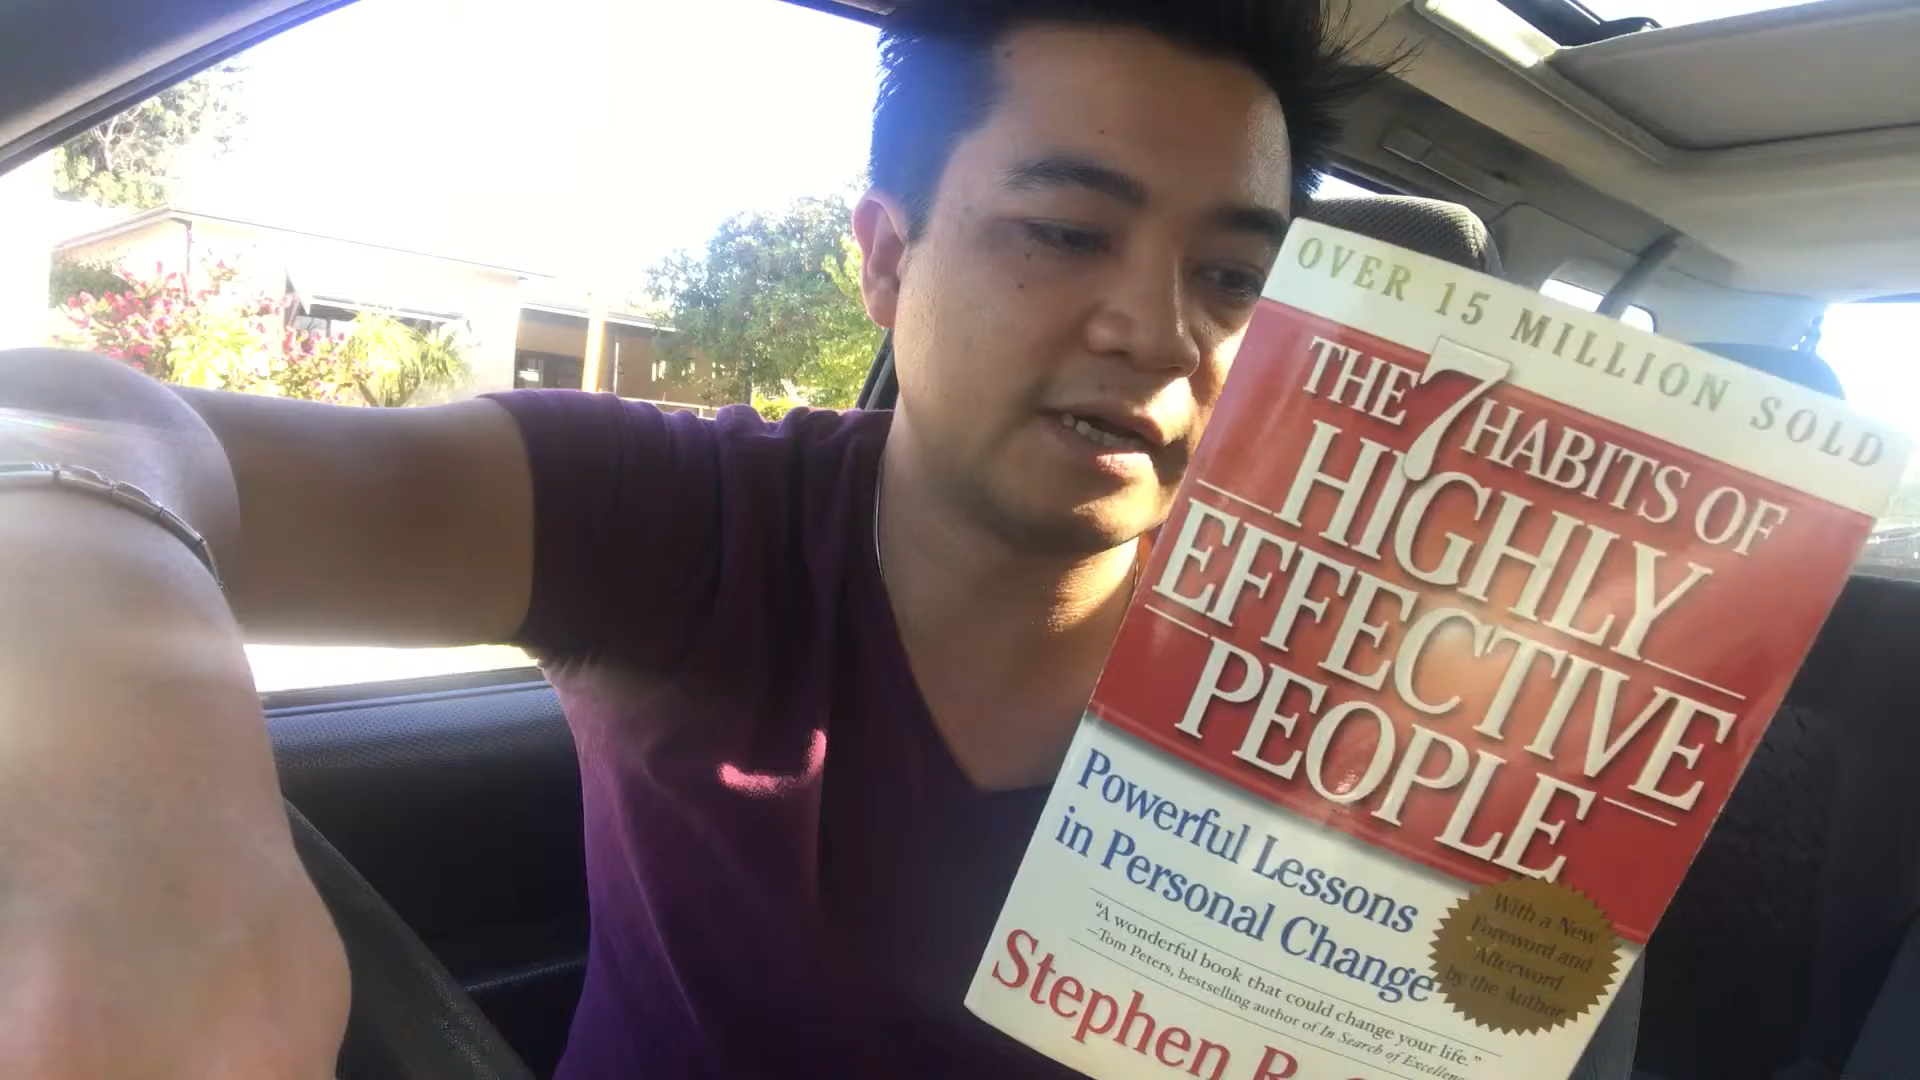 OVER 15 MILLION SOLD
THE 7 HABITS OF
HIGHLY
EFFECTIVE
PEOPLE
Powerful Lessons
in Personal Change
With a New
Foreword and
Afterword
by the Author
“A wonderful book that could change your life.”
–Tom Peters, bestselling author of In Search of Excellen
Stephen R.